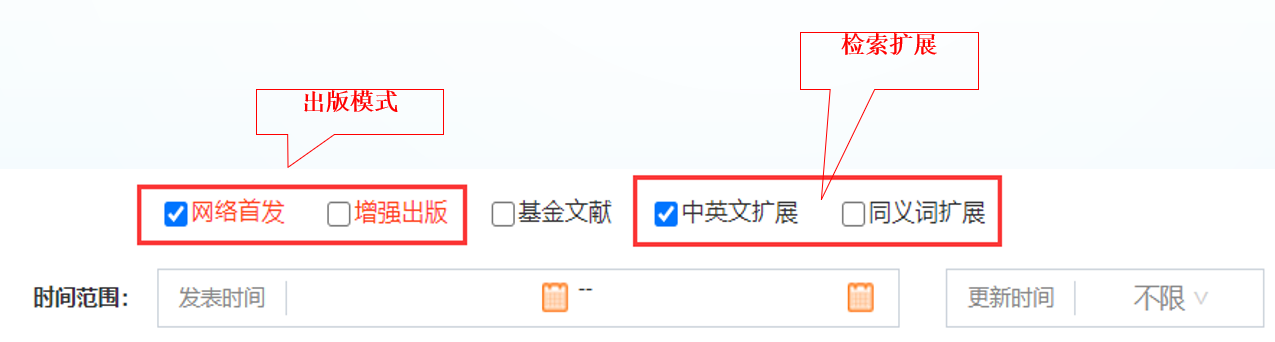 检索扩展
出版模式
网络首发 增强出版 基金文献 中英文扩展 同义词扩展
时间范围： 发表时间 -- 更新时间 不限